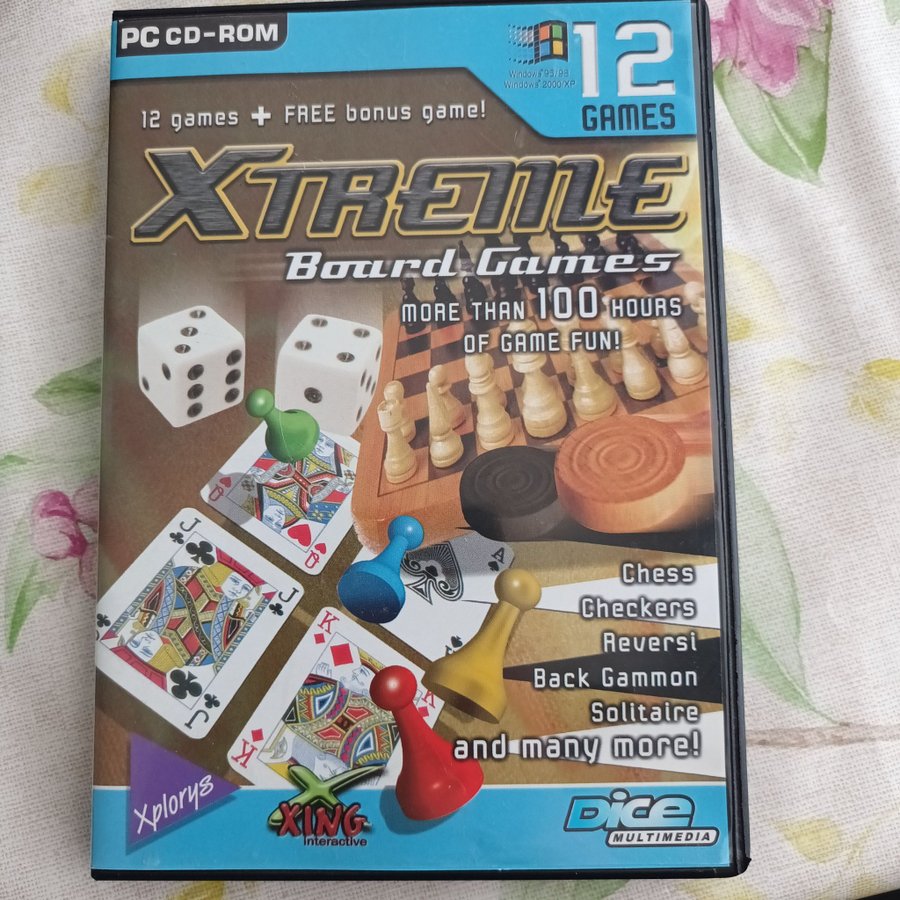 PC CD-ROM
Windows 95/98
Windows 2000/XP
12
GAMES
12 games + FREE bonus game!
XTREME
Board Games
MORE THAN 100 HOURS
OF GAME FUN!
Q
Q
J
J
J
A
K
K
K
Chess
Checkers
Reversi
Back Gammon
Solitaire
and many more!
Xplorys
X
XING
interactive
Dice
MULTIMEDIA